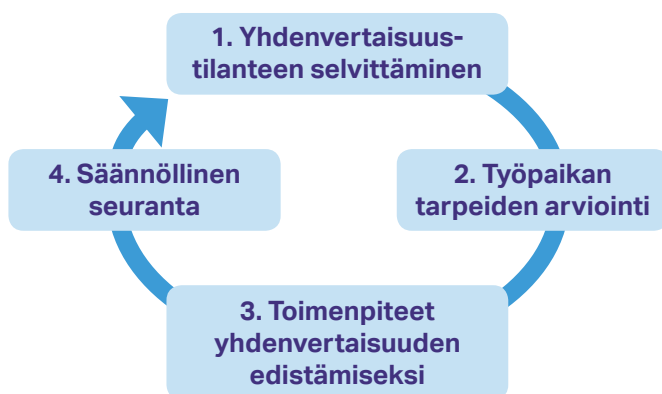 1. Yhdenvertaisuus-
tilanteen selvittäminen
2. Työpaikan
tarpeiden arviointi
3. Toimenpiteet
yhdenvertaisuuden
edistämiseksi
4. Säännöllinen
seuranta